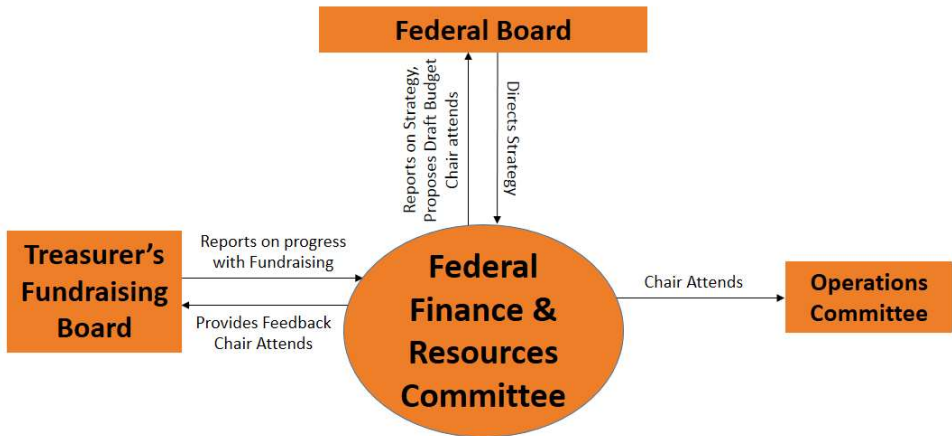 Federal Board
Reports on Strategy,
Proposes Draft Budget
Chair attends
Directs Strategy
Treasurer's
Fundraising
Board
Reports on progress
with Fundraising
Provides Feedback
Chair Attends
Federal
Finance &
Resources
Committee
Chair Attends
Operations
Committee